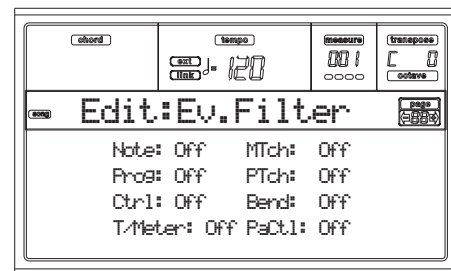 chord
tempo
measure
transpose
ext
link
♩= 120
001
C 0
octave
song
Edit:Ev.Filter
page
88
Note: Off MTch: Off
Prog: Off PTch: Off
Ctrl: Off Bend: Off
T/Meter: Off PaCtl: Off